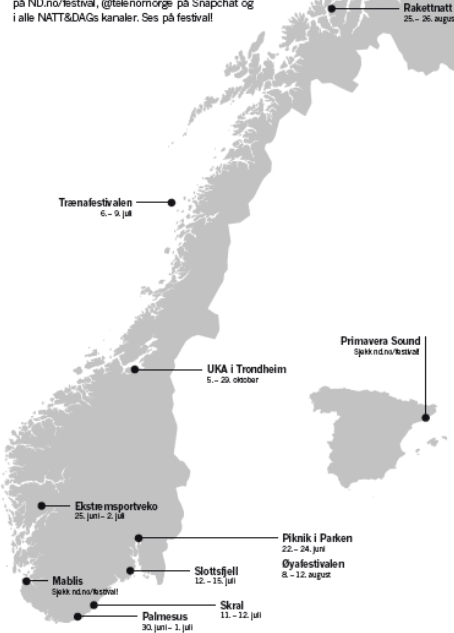 på ND.no/festival, @telenornorge på Snapchat og
i alle NATT&DAGs kanaler. Ses på festival!
Rakettnatt
25. – 26. august
Trænafestivalen
6. – 9. juli
Primavera Sound
Sjekk nd.no/festival!
UKA i Trondheim
5. – 29. oktober
Ekstremsportveko
25. juni – 2. juli
Piknik i Parken
22. – 24. juni
Øyafestivalen
8. – 12. august
Slottsfjell
12. – 15. juli
Mablis
Sjekk nd.no/festival!
Skral
11. – 12. juli
Palmesus
30. juni – 1. juli